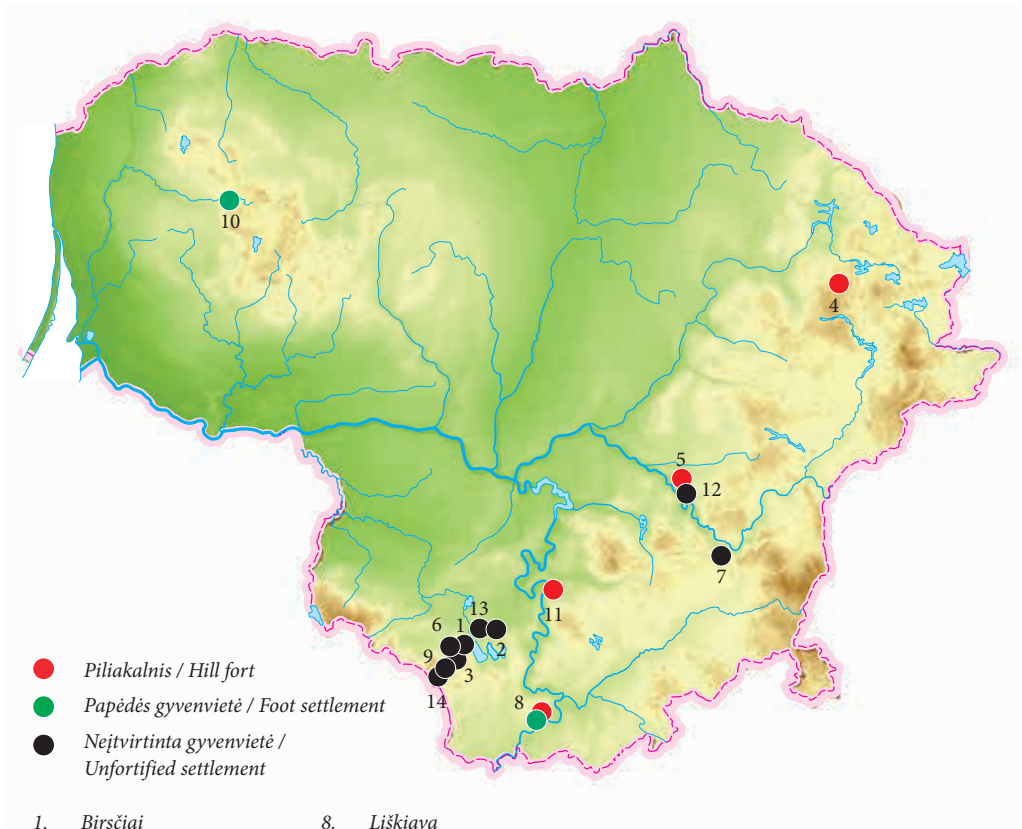 10
4
5
12
7
11
13
6
1
2
9
3
14
8
Piliakalnis / Hill fort
Papėdės gyvenvietė / Foot settlement
Neįtvirtinta gyvenvietė /
Unfortified settlement
1. Birsčiai
8. Liškiava